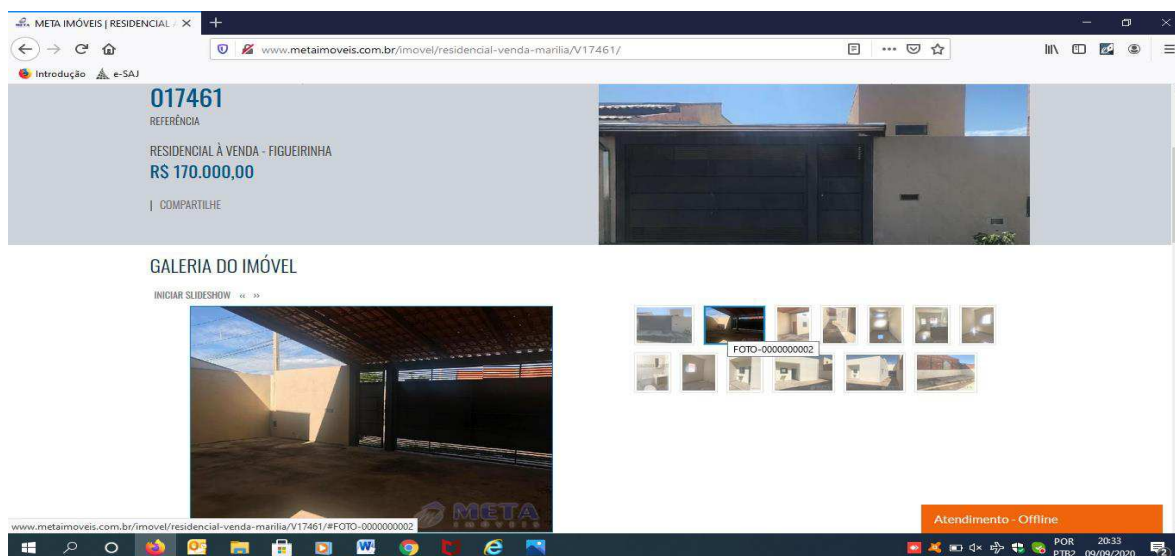 META IMÓVEIS | RESIDENCIAL
www.metaimoveis.com.br/imovel/residencial-venda-marilia/V17461/
Introdução e-SAJ
017461
REFERÊNCIA
RESIDENCIAL À VENDA - FIGUEIRINHA
R$ 170.000,00
| COMPARTILHE
GALERIA DO IMÓVEL
INICIAR SLIDESHOW « »
FOTO-0000000002
META
IMÓVEIS
www.metaimoveis.com.br/imovel/residencial-venda-marilia/V17461/#FOTO-0000000002
Atendimento - Offline
POR 20:33
PTB2 09/09/2020